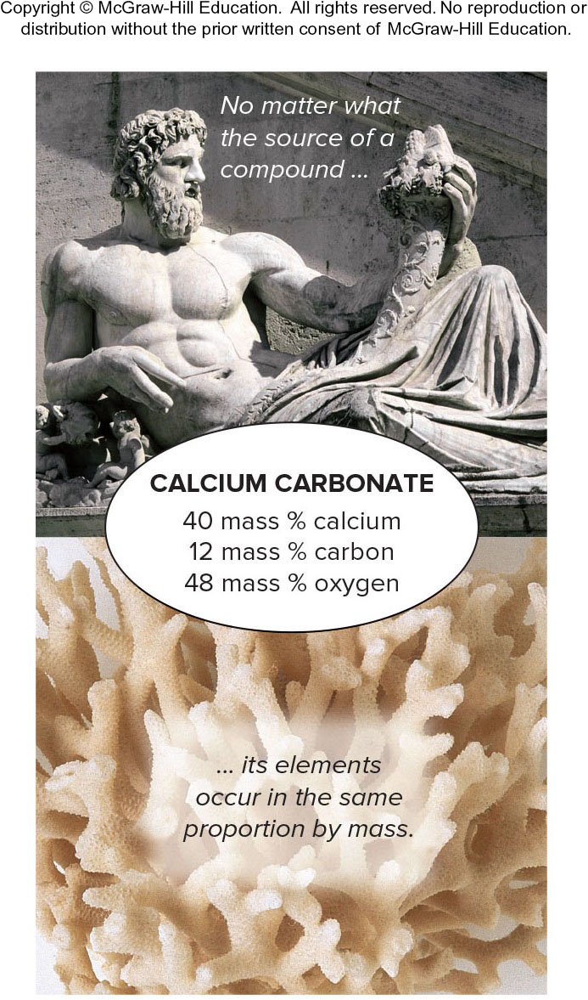 Copyright © McGraw-Hill Education.  All rights reserved. No reproduction or
distribution without the prior written consent of McGraw-Hill Education.
No matter what
the source of a
compound ...
CALCIUM CARBONATE
40 mass % calcium
12 mass % carbon
48 mass % oxygen
... its elements
occur in the same
proportion by mass.